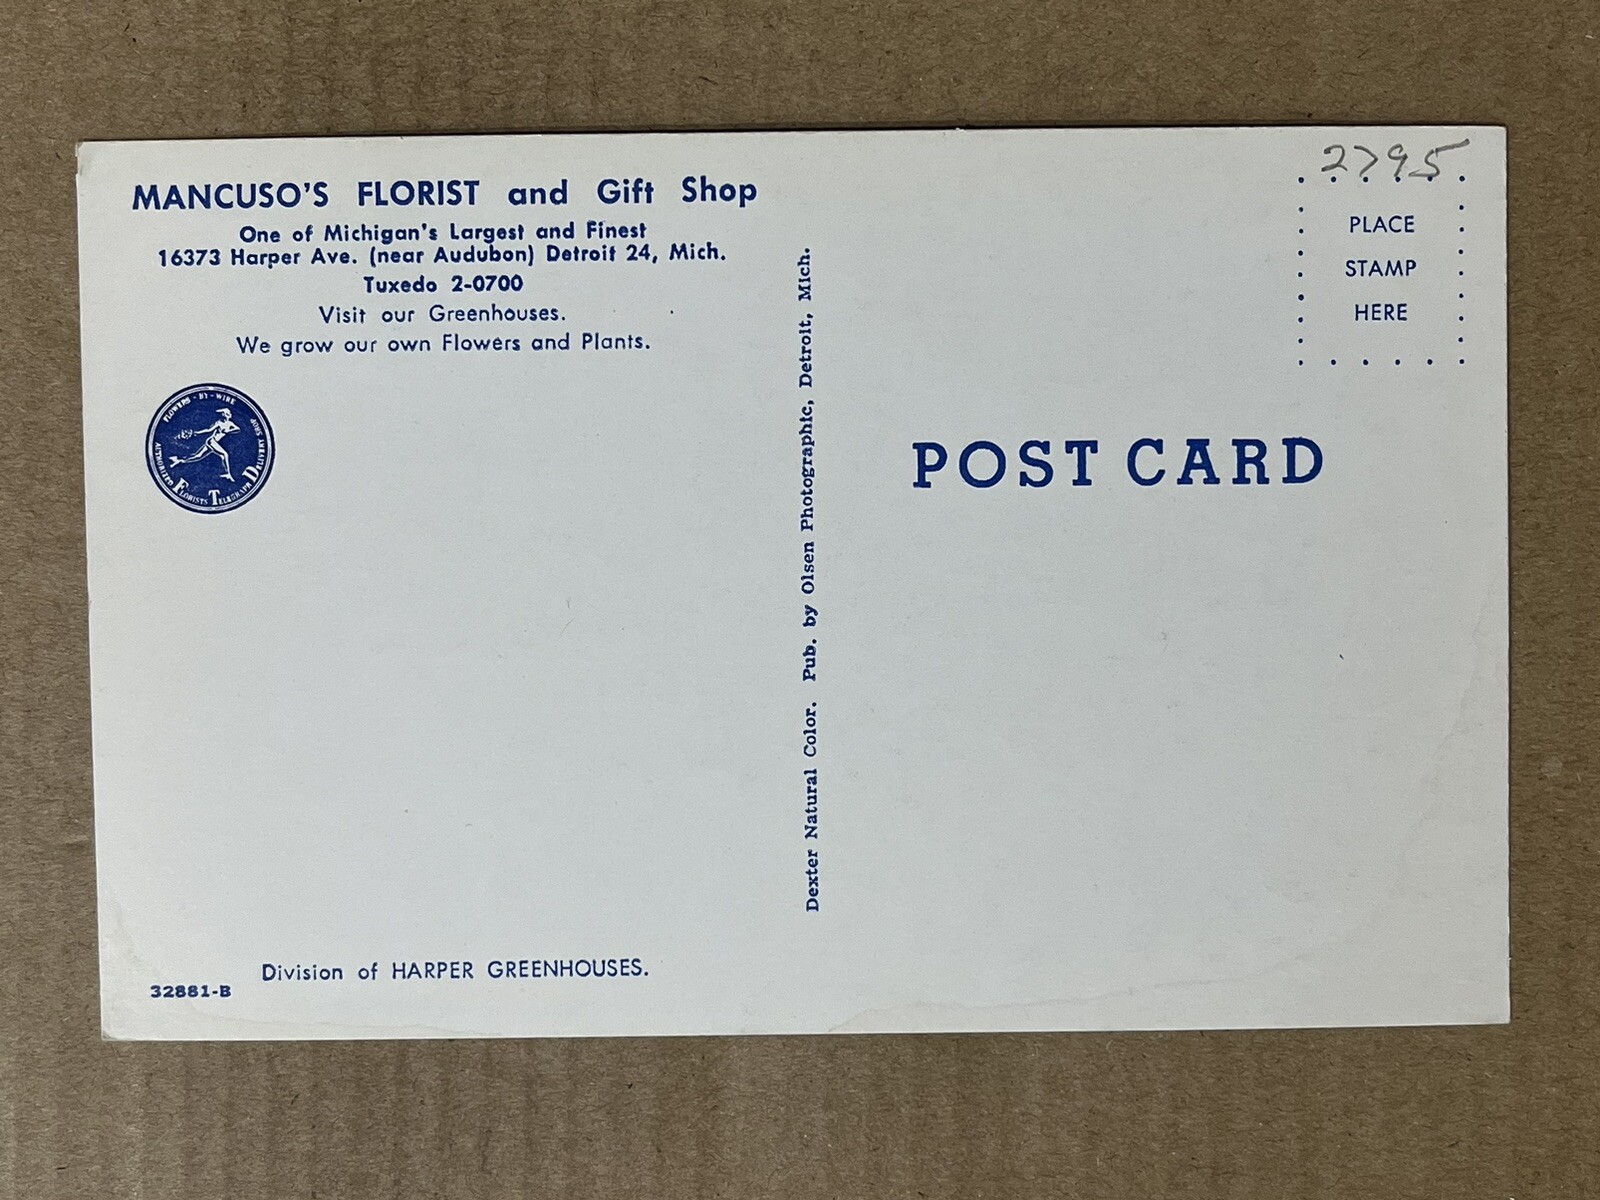 MANCUSO'S FLORIST and Gift Shop
One of Michigan's Largest and Finest
16373 Harper Ave. (near Audubon) Detroit 24, Mich.
Tuxedo 2-0700
Visit our Greenhouses.
We grow our own Flowers and Plants.
FLOWERS - BY - WIRE
AUTHORIZED
DELIVERY SHOP
FLORISTS TELEGRAPH
Division of HARPER GREENHOUSES.
32881-B
Dexter Natural Color. Pub. by Olsen Photographic, Detroit, Mich.
2795
PLACE
STAMP
HERE
POST CARD